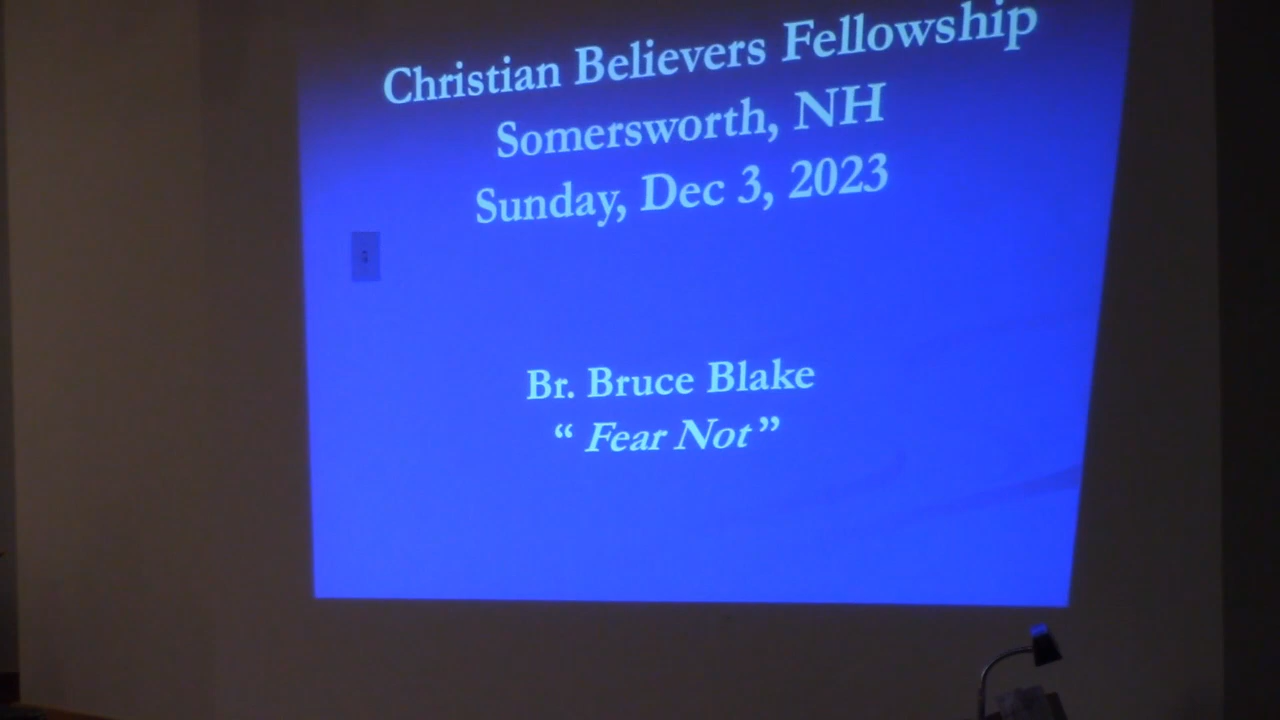 Christian Believers Fellowship
Somersworth, NH
Sunday, Dec 3, 2023
Br. Bruce Blake
“ Fear Not ”